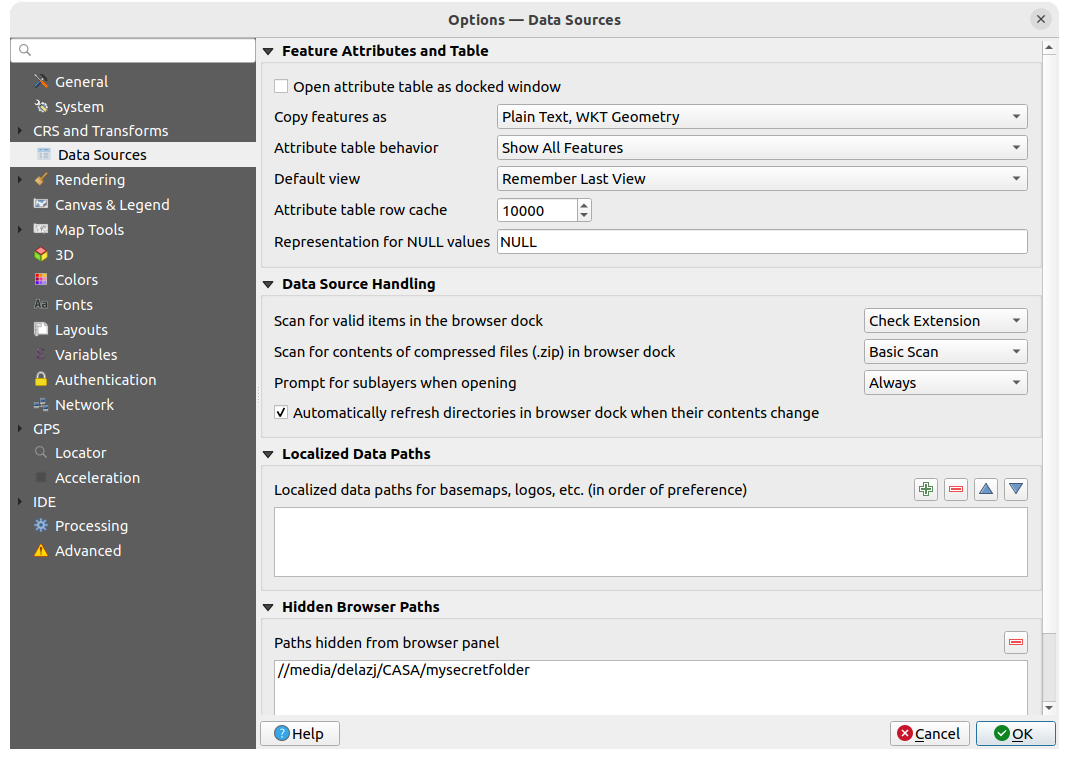 Options — Data Sources
General
System
CRS and Transforms
Data Sources
Rendering
Canvas & Legend
Map Tools
3D
Colors
Fonts
Layouts
Variables
Authentication
Network
GPS
Locator
Acceleration
IDE
Processing
Advanced
Feature Attributes and Table
Open attribute table as docked window
Copy features as Plain Text, WKT Geometry
Attribute table behavior Show All Features
Default view Remember Last View
Attribute table row cache 10000
Representation for NULL values NULL
Data Source Handling
Scan for valid items in the browser dock Check Extension
Scan for contents of compressed files (.zip) in browser dock Basic Scan
Prompt for sublayers when opening Always
Automatically refresh directories in browser dock when their contents change
Localized Data Paths
Localized data paths for basemaps, logos, etc. (in order of preference)
Hidden Browser Paths
Paths hidden from browser panel
//media/delazj/CASA/mysecretfolder
Help Cancel OK